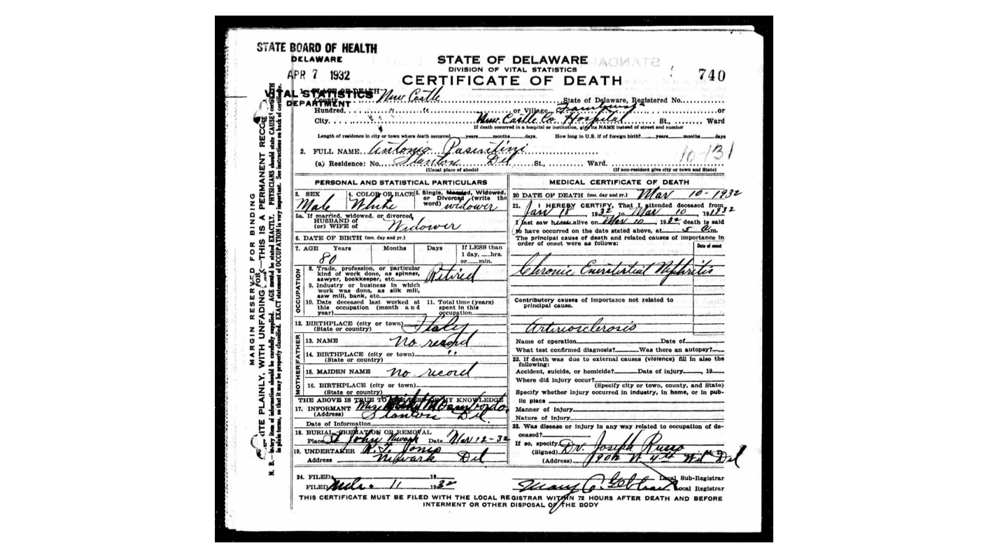 STATE BOARD OF HEALTH
DELAWARE
APR 7 1932
VITAL STATISTICS
DEPARTMENT
STATE OF DELAWARE
DIVISION OF VITAL STATISTICS
CERTIFICATE OF DEATH
740
1. PLACE OF DEATH
County New Castle State of Delaware, Registered No.
Hundred " " or Village Farnhurst or
City New Castle Co. Hospital St., Ward
If death occurred in a hospital or institution, give its NAME instead of street and number
Length of residence in city or town where death occurred years months days. How long in U.S. if of foreign birth? years months days
2. FULL NAME Antonio
(a) Residence: No. Stanton Del St., Ward.
(Usual place of abode) (If non-resident give city or town and State)
10-131
PERSONAL AND STATISTICAL PARTICULARS
3. SEX
Male
4. COLOR OR RACE
White
5. Single, Married, Widowed, or Divorced (write the word) widower
5a. If married, widowed, or divorced,
HUSBAND of
(or) WIFE of Widower
6. DATE OF BIRTH (mo. day and yr.)
7. AGE Years Months Days If LESS than
1 day, hrs.
or min.
80
OCCUPATION
8. Trade, profession, or particular
kind of work done, as spinner,
sawyer, bookkeeper, etc. Retired
9. Industry or business in which
work was done, as silk mill,
saw mill, bank, etc.
10. Date deceased last worked at
this occupation (month and
year)
11. Total time (years)
spent in this
occupation
12. BIRTHPLACE (city or town) Italy
(State or country)
FATHER
13. NAME No record
14. BIRTHPLACE (city or town) "
(State or country)
MOTHER
15. MAIDEN NAME no record
16. BIRTHPLACE (city or town)
(State or country)
THE ABOVE IS TRUE TO THE BEST OF MY KNOWLEDGE
17. INFORMANT
(Address) Stanton Del
Date of Information
18. BURIAL, CREMATION OR REMOVAL
Place St Johns Newark Date Mar 12-32
19. UNDERTAKER R. T. Jones
Address Newark Del
MEDICAL CERTIFICATE OF DEATH
20 DATE OF DEATH (mo. day and yr.) Mar 10-1932
21. I HEREBY CERTIFY, That I attended deceased from
Jan 18, 1932 to Mar 10, 1932
I last saw him alive on Mar 10, 1932, death is said
to have occurred on the date stated above, at 5 A.m.
The principal cause of death and related causes of importance in
order of onset were as follows:
Date of onset
Chronic Nephritis
Contributory causes of importance not related to
principal cause.
Arteriosclerosis
Name of operation Date of
What test confirmed diagnosis? Was there an autopsy?
22. If death was due to external causes (violence) fill in also the
following:
Accident, suicide, or homicide? Date of injury , 19
Where did injury occur?
(Specify city or town, county, and State)
Specify whether injury occurred in industry, in home, or in pub-
lic place
Manner of injury
Nature of injury
23. Was disease or injury in any way related to occupation of de-
ceased?
If so, specify
(Signed) Dr. Joseph Russo
(Address) W 4th Wil Del
24. FILED 19
FILED 11 1932
Local Sub-Registrar
Local Registrar
THIS CERTIFICATE MUST BE FILED WITH THE LOCAL REGISTRAR WITHIN 72 HOURS AFTER DEATH AND BEFORE
INTERMENT OR OTHER DISPOSAL OF THE BODY
MARGIN RESERVED FOR BINDING
WRITE PLAINLY, WITH UNFADING THIS IS A PERMANENT RECORD
N. B.—Every item of information should be carefully supplied. AGE should be stated EXACTLY. PHYSICIANS should state CAUSE
in plain terms, so that it may be properly classified. EXACT statement of OCCUPATION is very important. See instructions on back of certificate.